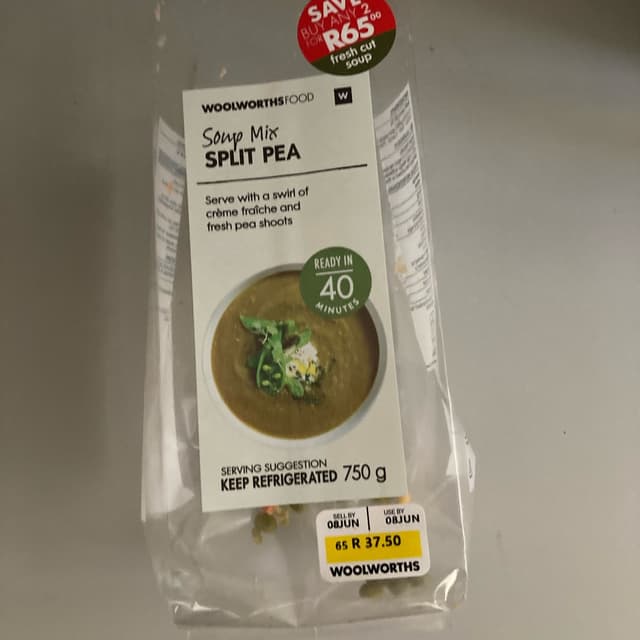 SAVE
BUY ANY 2
FOR R65.00
fresh cut
soup
WOOLWORTHSFOOD W
Soup Mix
SPLIT PEA
Serve with a swirl of
crème fraîche and
fresh pea shoots
READY IN
40
MINUTES
SERVING SUGGESTION
KEEP REFRIGERATED 750 g
SELL BY USE BY
08JUN 08JUN
65 R 37.50
WOOLWORTHS